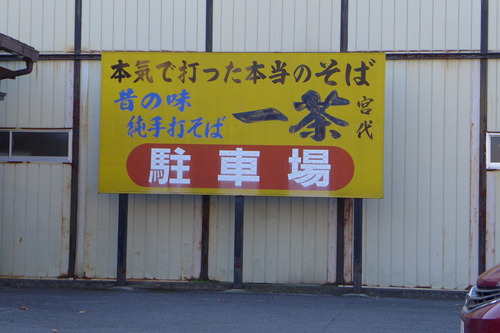 本気で打った本当のそば
昔の味
純手打そば
一茶
宮代
駐車場